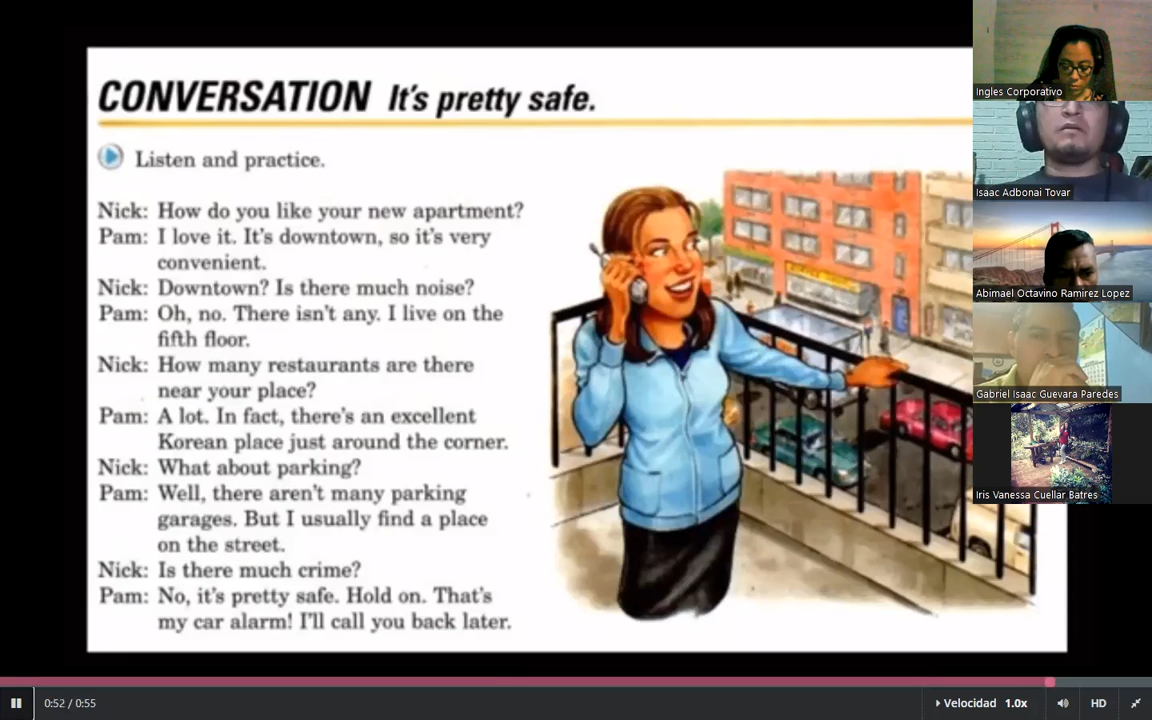 CONVERSATION It's pretty safe.
Listen and practice.
Nick: How do you like your new apartment?
Pam: I love it. It's downtown, so it's very
convenient.
Nick: Downtown? Is there much noise?
Pam: Oh, no. There isn't any. I live on the
fifth floor.
Nick: How many restaurants are there
near your place?
Pam: A lot. In fact, there's an excellent
Korean place just around the corner.
Nick: What about parking?
Pam: Well, there aren't many parking
garages. But I usually find a place
on the street.
Nick: Is there much crime?
Pam: No, it's pretty safe. Hold on. That's
my car alarm! I'll call you back later.
Ingles Corporativo
Isaac Adbonai Tovar
Abimael Octavino Ramirez Lopez
Gabriel Isaac Guevara Paredes
Iris Vanessa Cuellar Batres
0:52 / 0:55
Velocidad 1.0x
HD